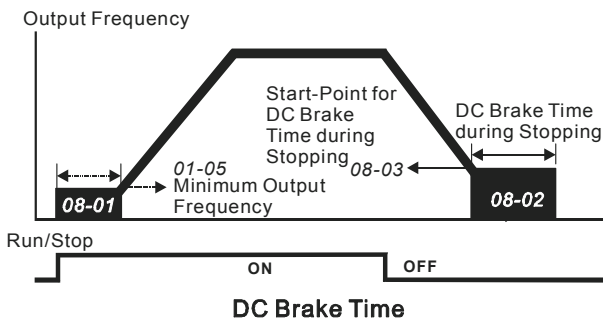 Output Frequency
Start-Point for
DC Brake
Time during
Stopping
DC Brake Time
during Stopping
01-05
08-03
Minimum Output
Frequency
08-01
08-02
Run/Stop
ON
OFF
DC Brake Time